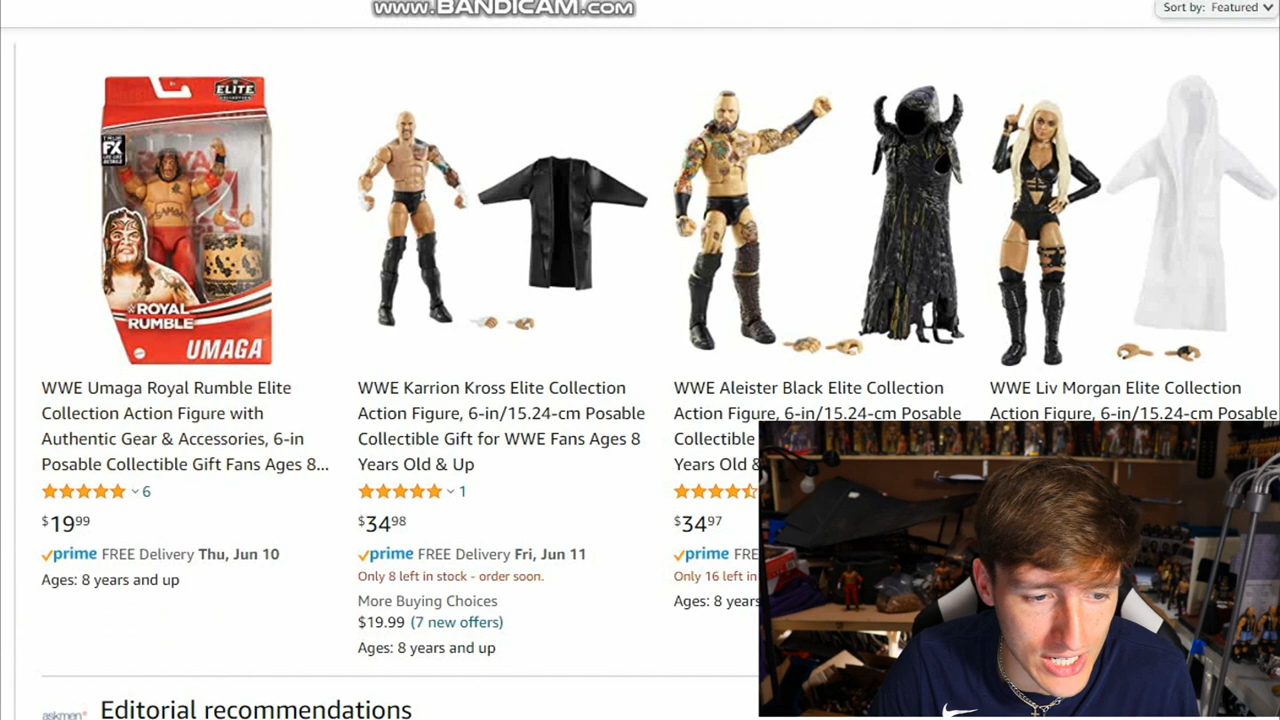 www.BANDICAM.com
Sort by: Featured
ELITE
FX
ROYAL
RUMBLE
UMAGA
WWE Umaga Royal Rumble Elite
Collection Action Figure with
Authentic Gear & Accessories, 6-in
Posable Collectible Gift Fans Ages 8...
6
$19.99
prime FREE Delivery Thu, Jun 10
Ages: 8 years and up
WWE Karrion Kross Elite Collection
Action Figure, 6-in/15.24-cm Posable
Collectible Gift for WWE Fans Ages 8
Years Old & Up
1
$34.98
prime FREE Delivery Fri, Jun 11
Only 8 left in stock - order soon.
More Buying Choices
$19.99 (7 new offers)
Ages: 8 years and up
WWE Aleister Black Elite Collection
Action Figure, 6-in/15.24-cm Posable
Collectible
Years Old &
$34.97
prime FRE
Only 16 left in
Ages: 8 years
WWE Liv Morgan Elite Collection
Action Figure, 6-in/15.24-cm Posable
askmen
Editorial recommendations